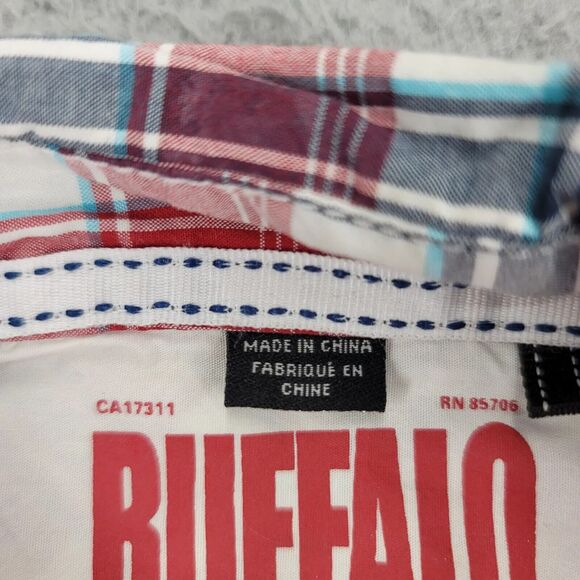 MADE IN CHINA
FABRIQUÉ EN
CHINE
CA17311
RN 85706
BUFFALO